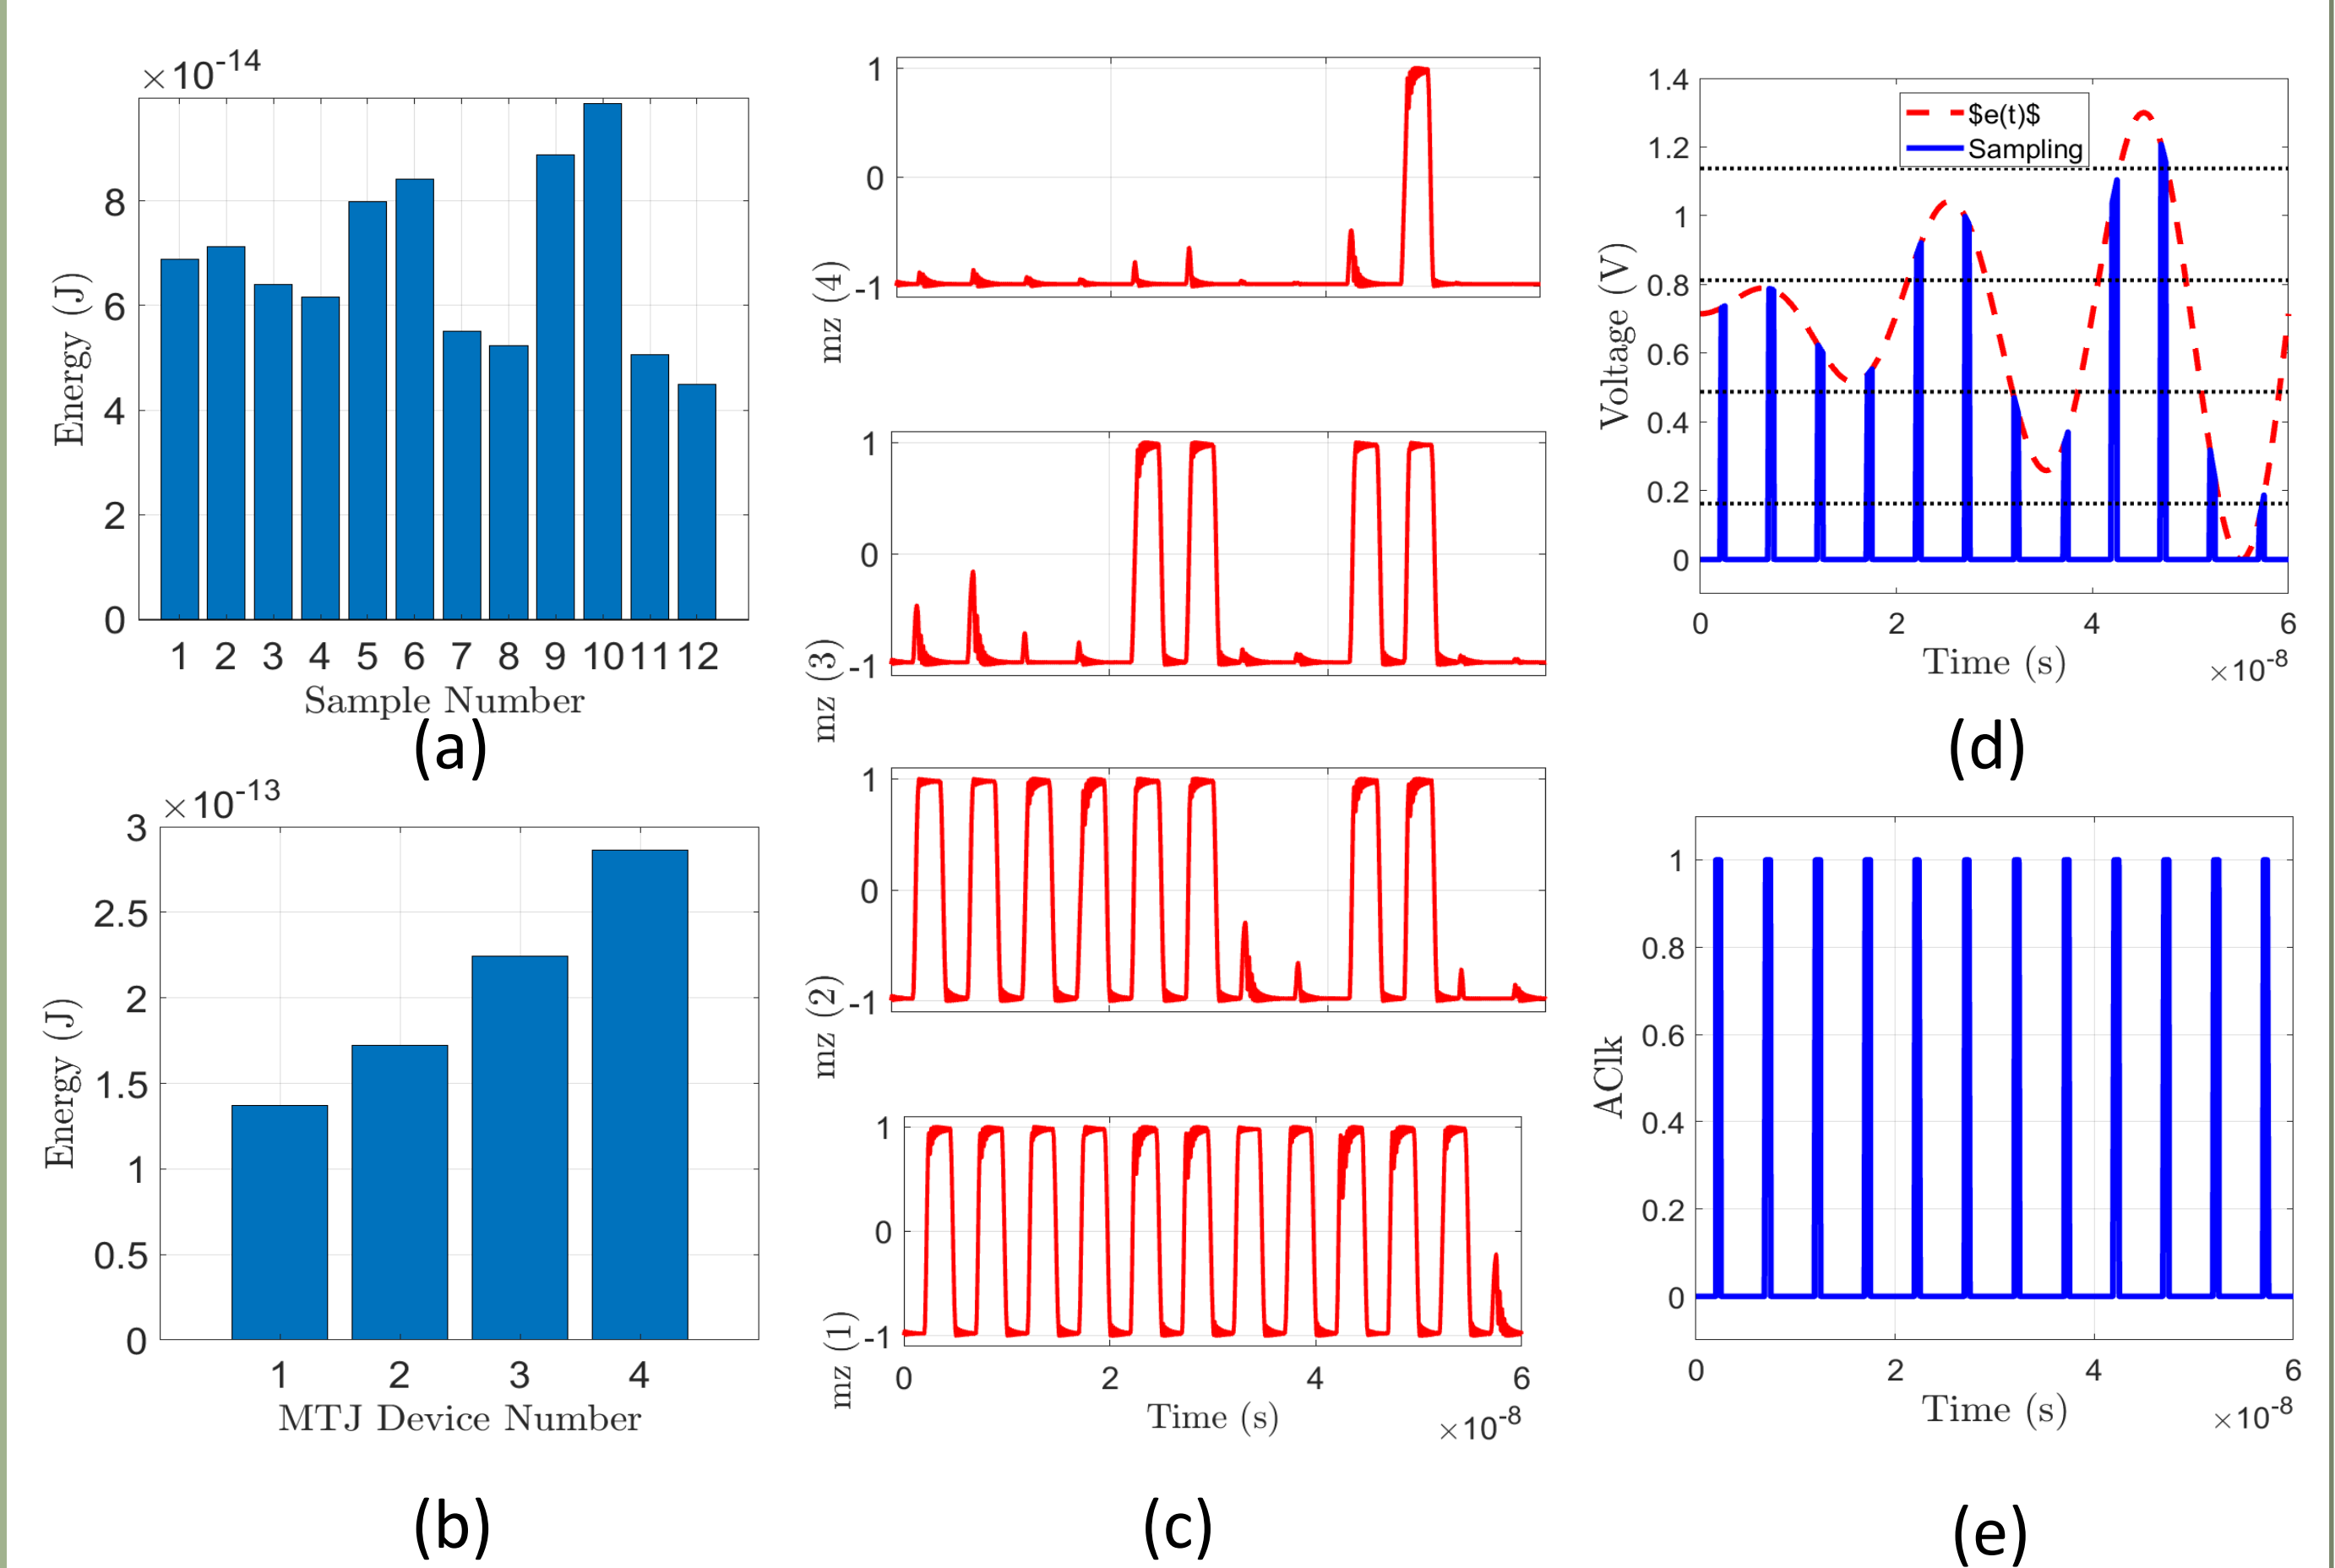 ×10-14
8
6
4
2
0
Energy (J)
1 2 3 4 5 6 7 8 9 10 11 12
Sample Number
(a)
×10-13
3
2.5
2
1.5
1
0.5
0
Energy (J)
1 2 3 4
MTJ Device Number
(b)
1
0
-1
mz (4)
1
0
-1
mz (3)
1
0
-1
mz (2)
1
0
-1
mz (1)
0 2 4 6
Time (s)
×10-8
(c)
1.4
1.2
1
0.8
0.6
0.4
0.2
0
Voltage (V)
$e(t)$
Sampling
0 2 4 6
Time (s)
×10-8
(d)
1
0.8
0.6
0.4
0.2
0
AClk
0 2 4 6
Time (s)
×10-8
(e)